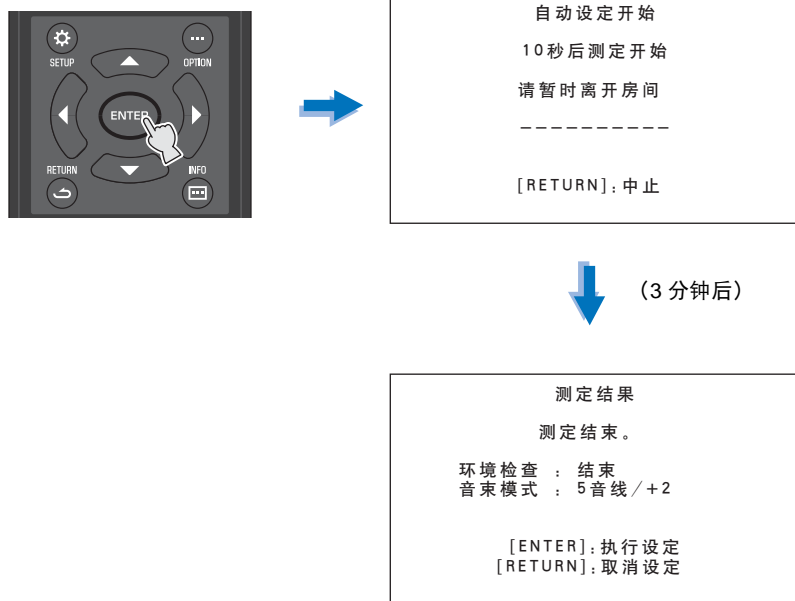 SETUP
OPTION
ENTER
RETURN
INFO
自动设定开始
10秒后测定开始
请暂时离开房间
----------
[RETURN]:中止
（3 分钟后）
测定结果
测定结束。
环境检查 : 结束
音束模式 : 5音线/+2
[ENTER]:执行设定
[RETURN]:取消设定